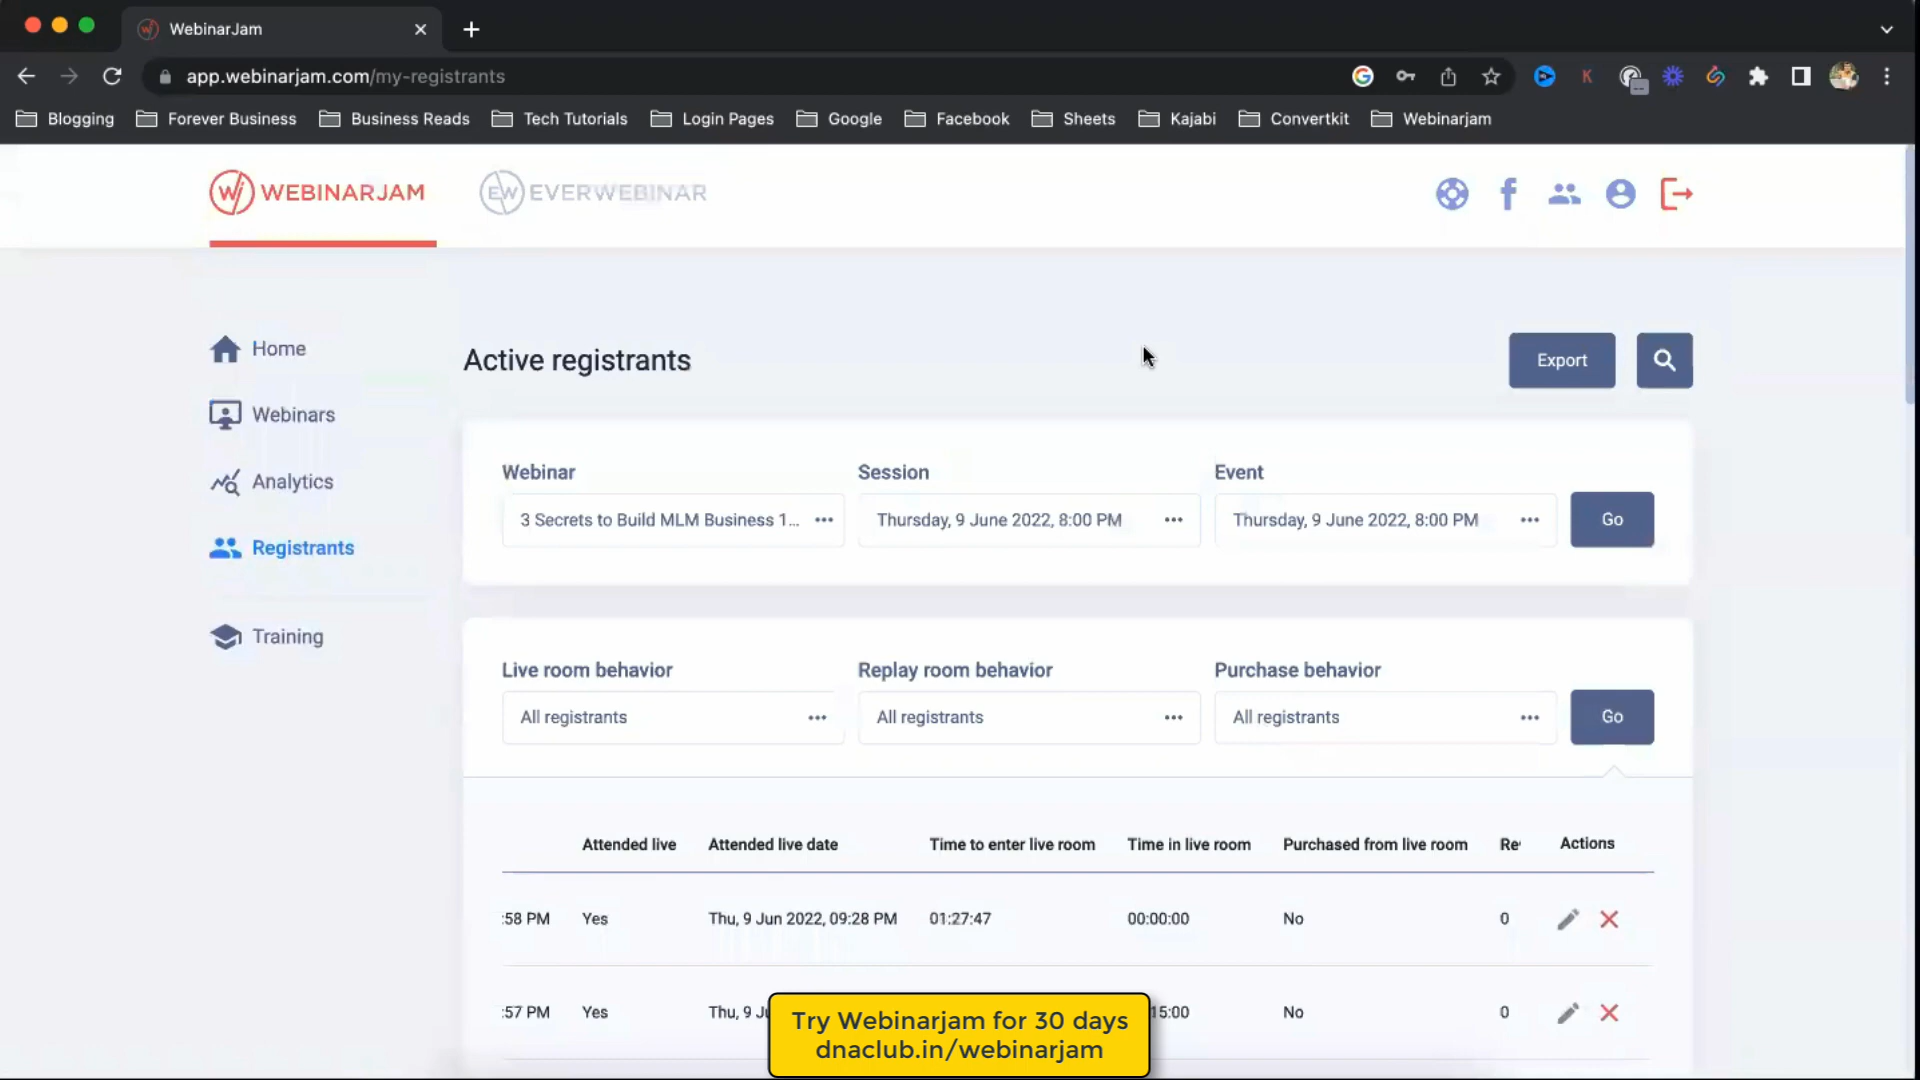 WebinarJam
app.webinarjam.com/my-registrants
Blogging
Forever Business
Business Reads
Tech Tutorials
Login Pages
Google
Facebook
Sheets
Kajabi
Convertkit
Webinarjam
WEBINARJAM
EVERWEBINAR
Home
Webinars
Analytics
Registrants
Training
Active registrants
Export
Webinar
Session
Event
3 Secrets to Build MLM Business 1...
Thursday, 9 June 2022, 8:00 PM
Thursday, 9 June 2022, 8:00 PM
Go
Live room behavior
Replay room behavior
Purchase behavior
All registrants
All registrants
All registrants
Go
Attended live Attended live date Time to enter live room Time in live room Purchased from live room Re Actions
:58 PM Yes Thu, 9 Jun 2022, 09:28 PM 01:27:47 00:00:00 No 0
:57 PM Yes Thu, 9 Ju 15:00 No 0
Try Webinarjam for 30 days
dnaclub.in/webinarjam